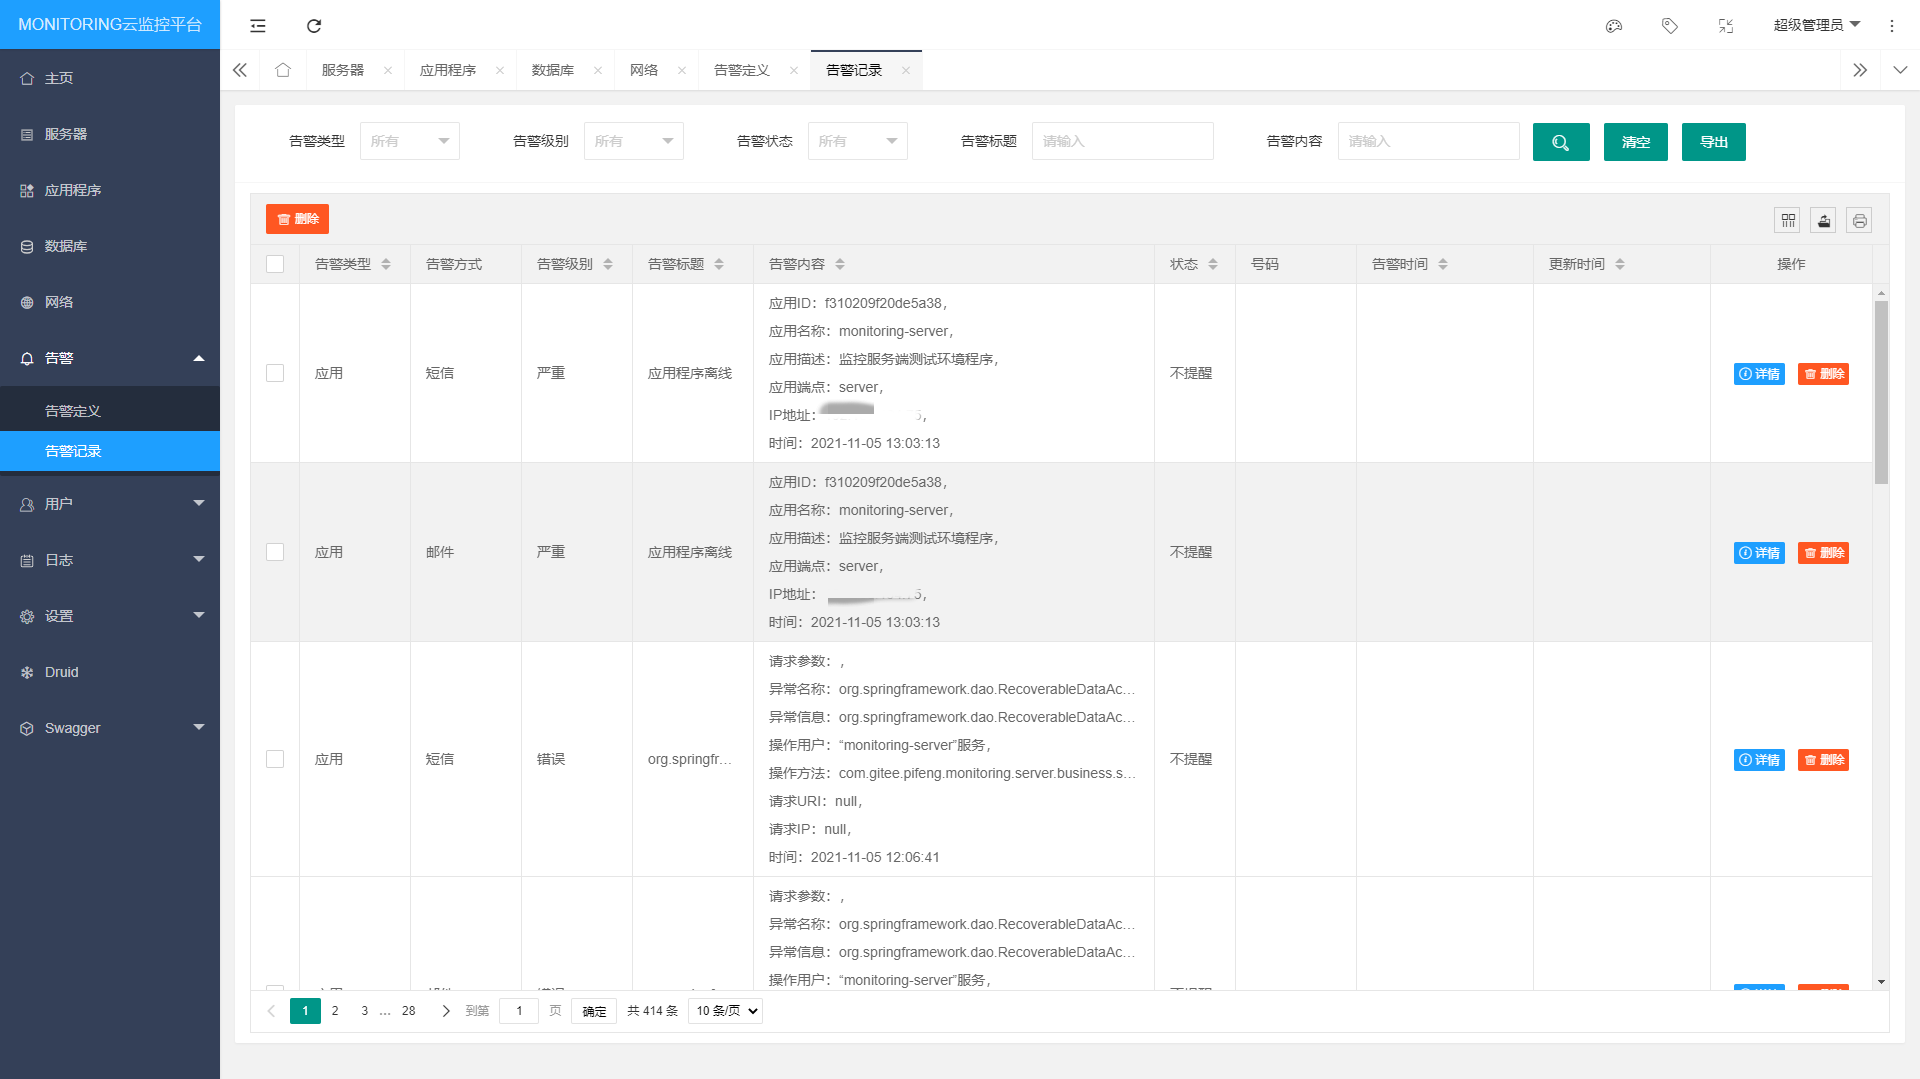 MONITORING云监控平台
超级管理员
主页
服务器
应用程序
数据库
网络
告警
告警定义
告警记录
用户
日志
设置
Druid
Swagger
服务器 应用程序 数据库 网络 告警定义 告警记录
告警类型 所有 告警级别 所有 告警状态 所有 告警标题 请输入 告警内容 请输入 清空 导出
删除
告警类型 告警方式 告警级别 告警标题 告警内容 状态 号码 告警时间 更新时间 操作
应用 短信 严重 应用程序离线
应用ID：f310209f20de5a38，
应用名称：monitoring-server，
应用描述：监控服务端测试环境程序，
应用端点：server，
IP地址：
时间：2021-11-05 13:03:13
不提醒 详情 删除
应用 邮件 严重 应用程序离线
应用ID：f310209f20de5a38，
应用名称：monitoring-server，
应用描述：监控服务端测试环境程序，
应用端点：server，
IP地址：
时间：2021-11-05 13:03:13
不提醒 详情 删除
应用 短信 错误 org.springfr...
请求参数：，
异常名称：org.springframework.dao.RecoverableDataAc...
异常信息：org.springframework.dao.RecoverableDataAc...
操作用户：“monitoring-server”服务，
操作方法：com.gitee.pifeng.monitoring.server.business.s...
请求URI：null，
请求IP：null，
时间：2021-11-05 12:06:41
不提醒 详情 删除
请求参数：，
异常名称：org.springframework.dao.RecoverableDataAc...
异常信息：org.springframework.dao.RecoverableDataAc...
操作用户：“monitoring-server”服务，
1 2 3 ... 28 到第 1 页 确定 共 414 条 10 条/页